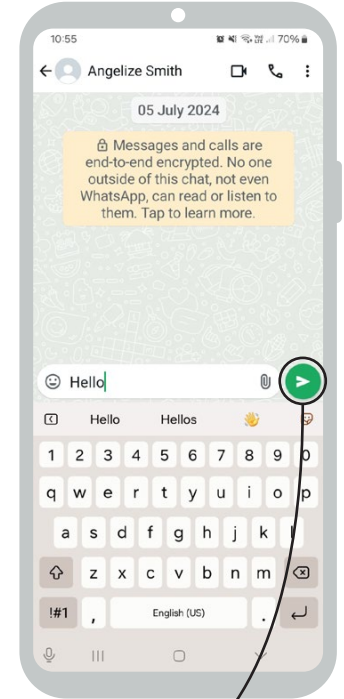 10:55 70%
Angelize Smith
05 July 2024
Messages and calls are
end-to-end encrypted. No one
outside of this chat, not even
WhatsApp, can read or listen to
them. Tap to learn more.
Hello
Hello Hellos
1 2 3 4 5 6 7 8 9 0
q w e r t y u i o p
a s d f g h j k l
z x c v b n m
!#1 , English (US) .